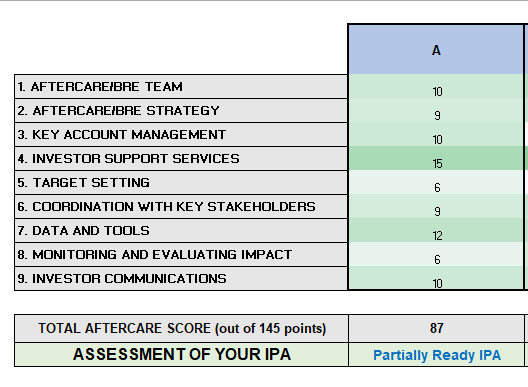 A
1. AFTERCARE/BRE TEAM 10
2. AFTERCARE/BRE STRATEGY 9
3. KEY ACCOUNT MANAGEMENT 10
4. INVESTOR SUPPORT SERVICES 15
5. TARGET SETTING 6
6. COORDINATION WITH KEY STAKEHOLDERS 9
7. DATA AND TOOLS 12
8. MONITORING AND EVALUATING IMPACT 6
9. INVESTOR COMMUNICATIONS 10
TOTAL AFTERCARE SCORE (out of 145 points) 87
ASSESSMENT OF YOUR IPA Partially Ready IPA